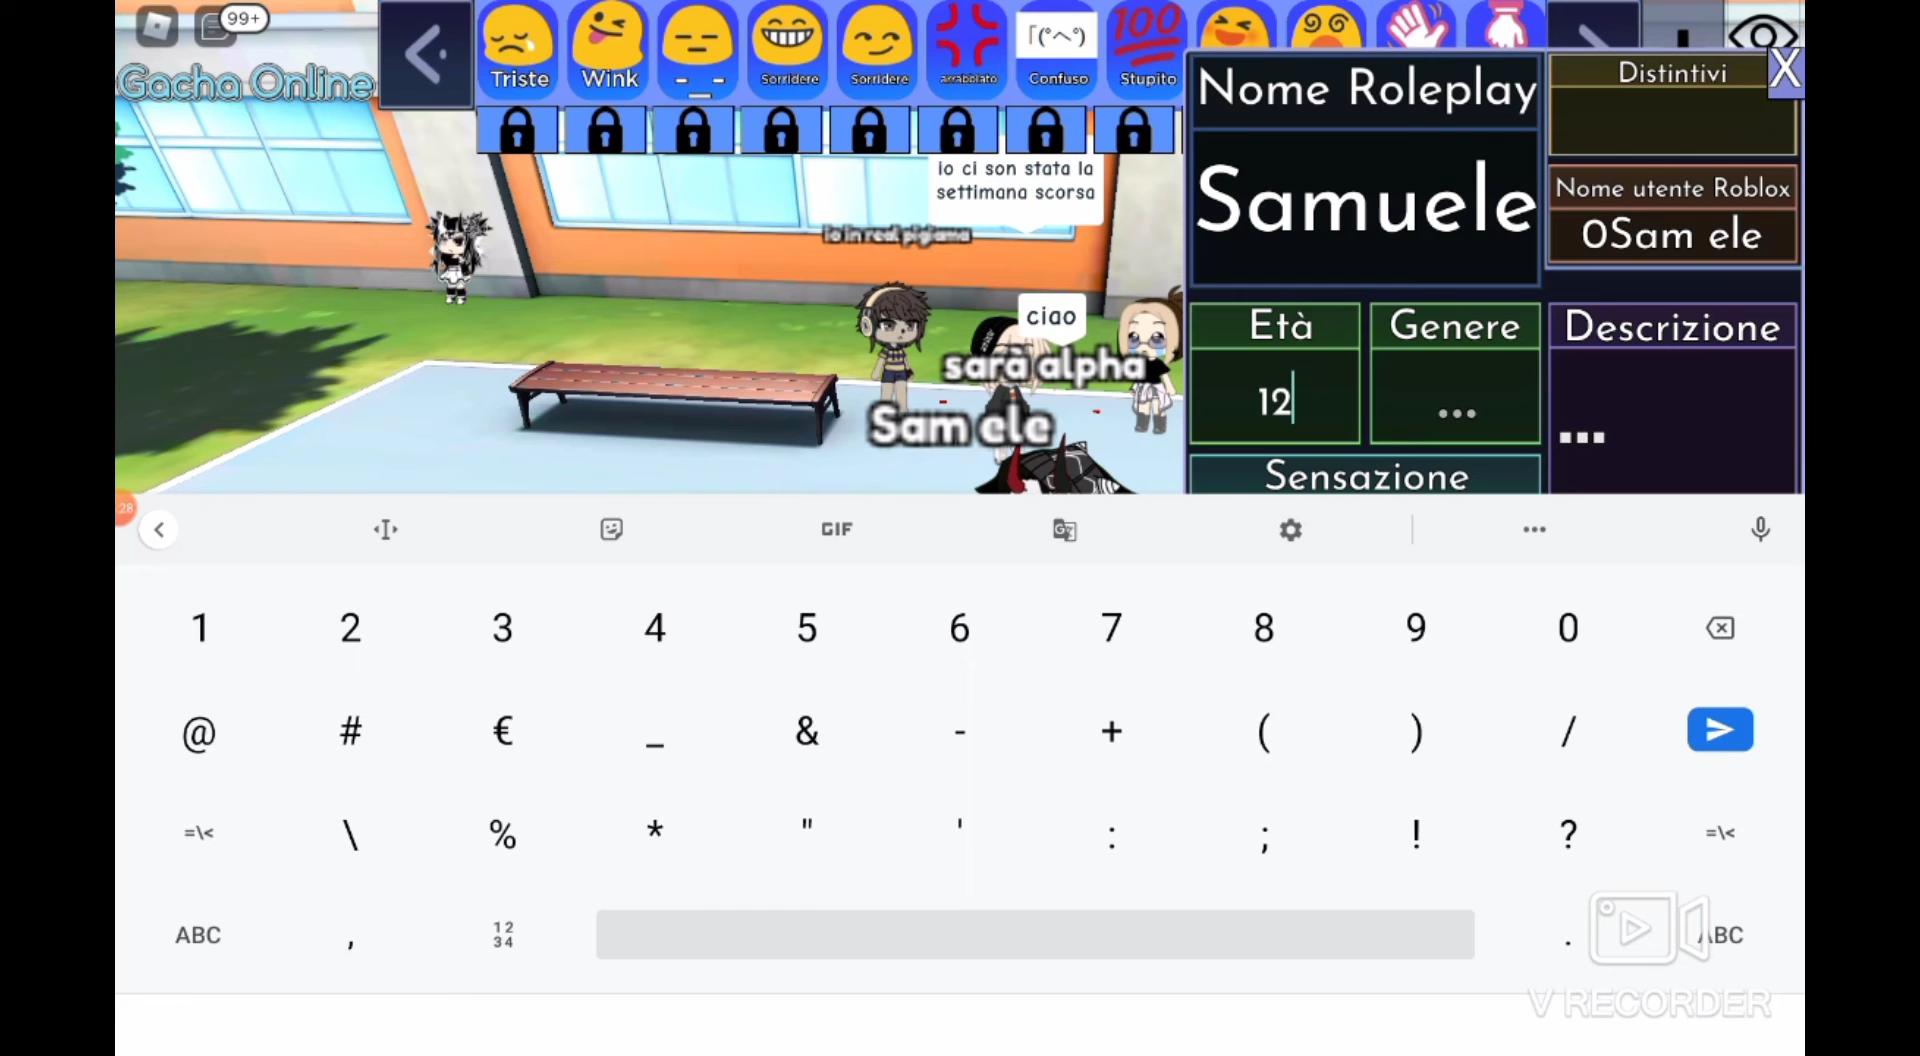 99+
Gacha Online
Triste
Wink
Sorridere
Sorridere
arrabbiato
Confuso
100
Stupito
io ci son stata la
settimana scorsa
io in real pigiama
ciao
sarà alpha
Sam ele
Nome Roleplay
Samuele
Distintivi
X
Nome utente Roblox
0Sam ele
Età
12
Genere
...
Descrizione
...
Sensazione
28
GIF
1 2 3 4 5 6 7 8 9 0
@ # € _ & - + ( ) /
=\< \ % * " ' : ; ! ? =\<
ABC , 12 34 . ABC
V RECORDER